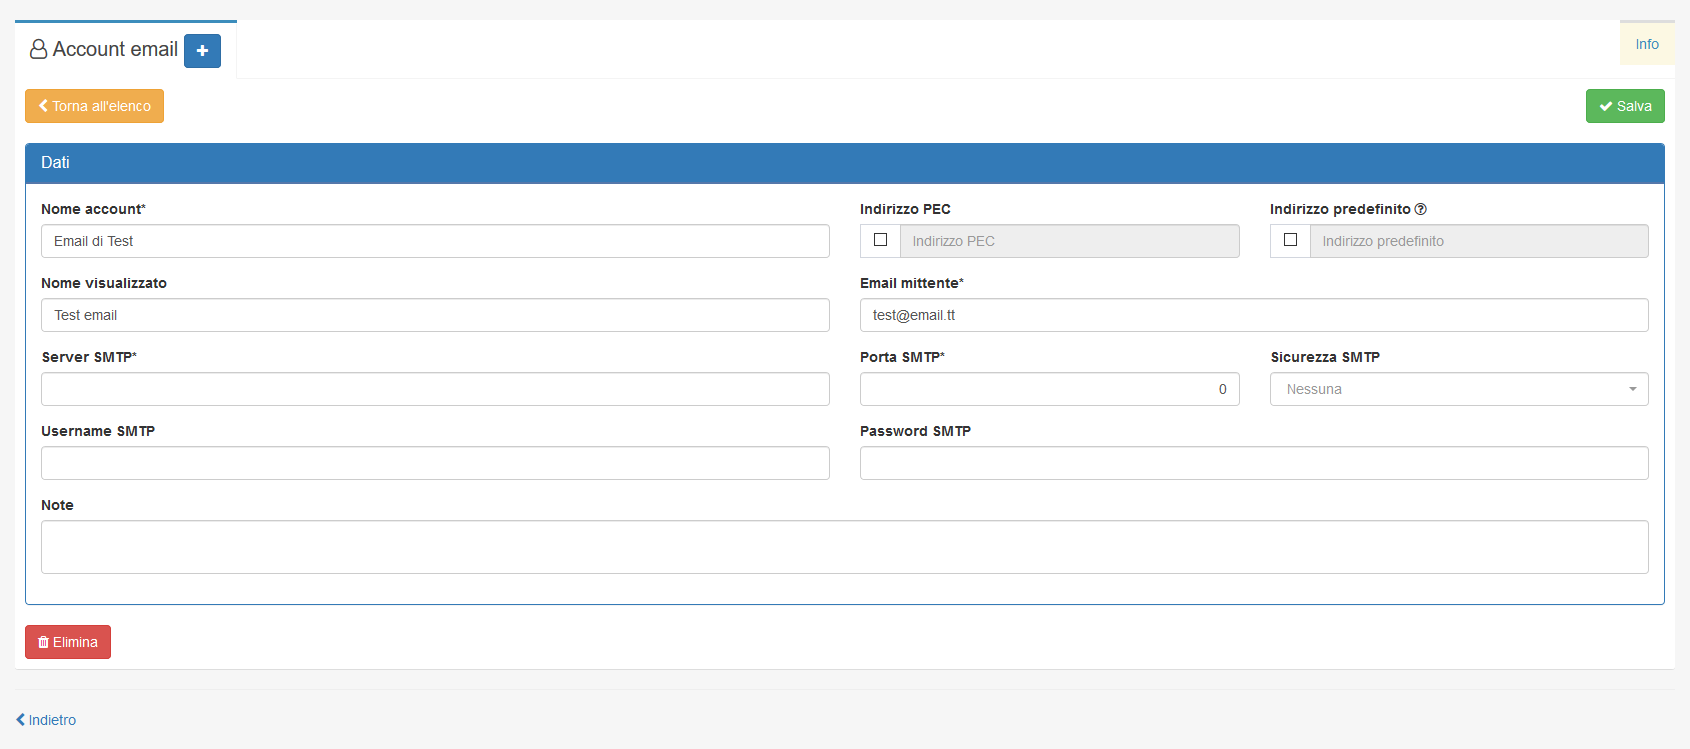 Account email
Info
Torna all'elenco
Salva
Dati
Nome account*
Indirizzo PEC
Indirizzo predefinito
Email di Test
Indirizzo PEC
Indirizzo predefinito
Nome visualizzato
Email mittente*
Test email
test@email.tt
Server SMTP*
Porta SMTP*
Sicurezza SMTP
0
Nessuna
Username SMTP
Password SMTP
Note
Elimina
Indietro